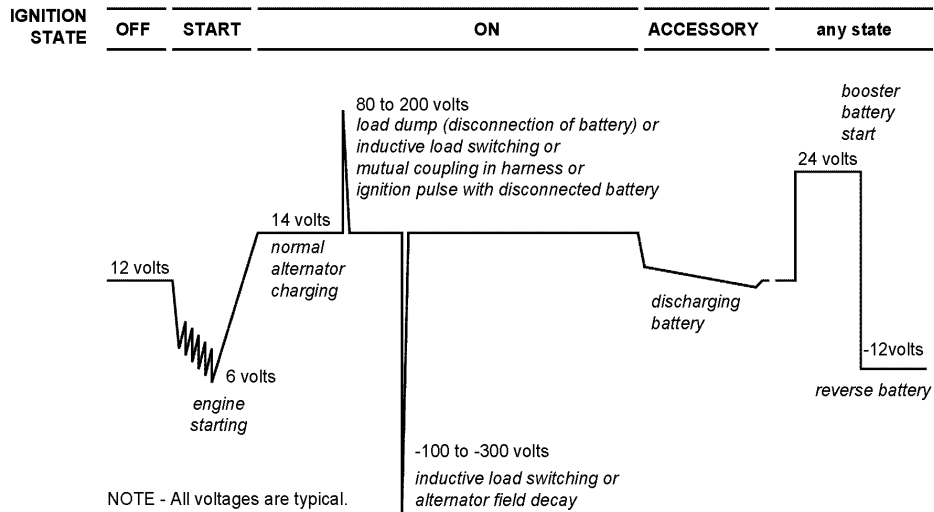 IGNITION
STATE
OFF START ON ACCESSORY any state
booster
battery
start
80 to 200 volts
load dump (disconnection of battery) or
inductive load switching or
mutual coupling in harness or
ignition pulse with disconnected battery
24 volts
14 volts
normal
alternator
charging
12 volts
discharging
battery
-12volts
6 volts
reverse battery
engine
starting
-100 to -300 volts
inductive load switching or
alternator field decay
NOTE - All voltages are typical.